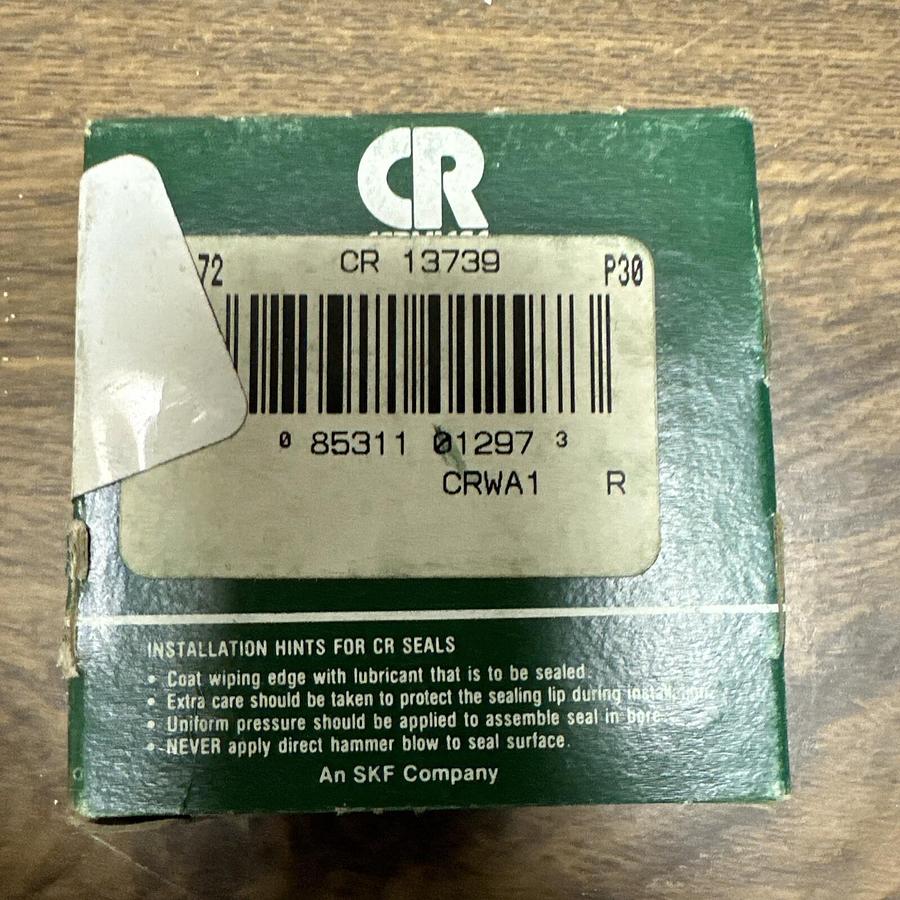 CR
72 CR 13739 P30
0 85311 01297 3
CRWA1 R
INSTALLATION HINTS FOR CR SEALS
• Coat wiping edge with lubricant that is to be sealed.
• Extra care should be taken to protect the sealing lip during installation.
• Uniform pressure should be applied to assemble seal in bore.
• NEVER apply direct hammer blow to seal surface.
An SKF Company